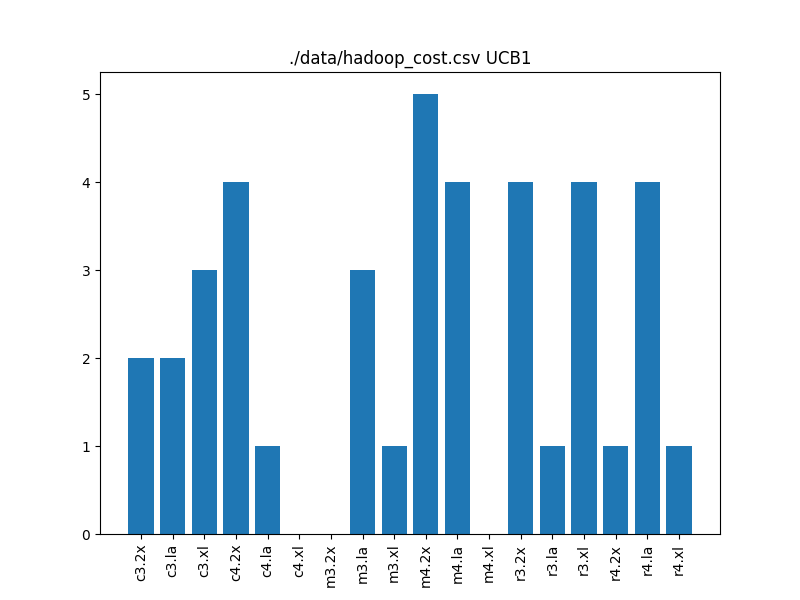 ./data/hadoop_cost.csv UCB1
5
4
3
2
1
0
c3.2x
c3.la
c3.xl
c4.2x
c4.la
c4.xl
m3.2x
m3.la
m3.xl
m4.2x
m4.la
m4.xl
r3.2x
r3.la
r3.xl
r4.2x
r4.la
r4.xl